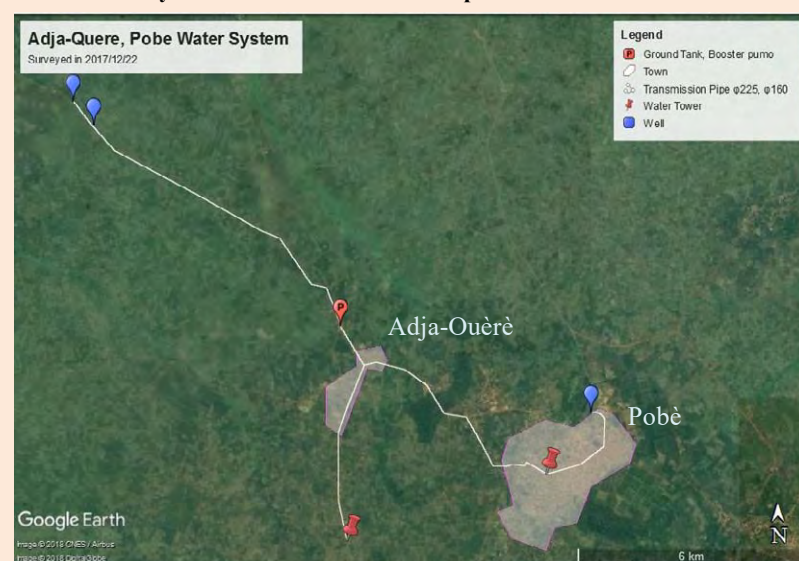 Adja-Quere, Pobe Water System
Surveyed in 2017/12/22
Legend
P Ground Tank, Booster pumo
Town
Transmission Pipe φ225, φ160
Water Tower
Well
P
Adja-Ouèrè
Pobè
Google Earth
Image © 2018 CNES / Airbus
Image © 2018 DigitalGlobe
N
6 km